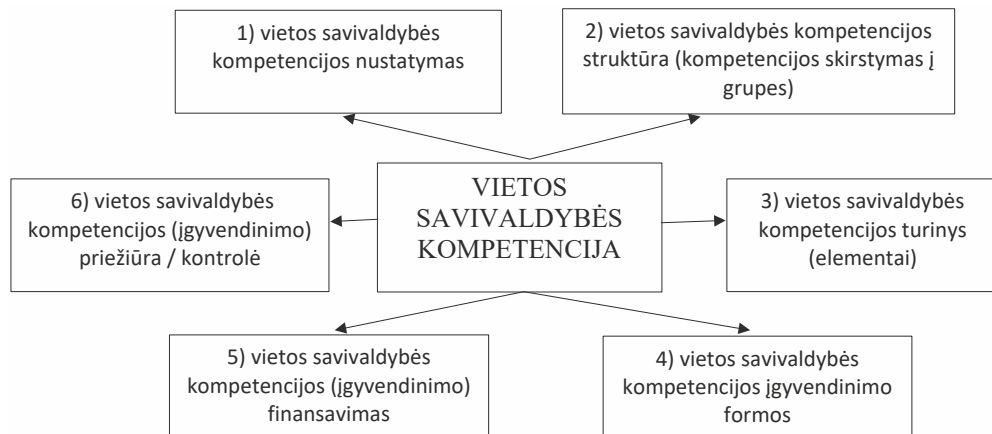 1) vietos savivaldybės
kompetencijos nustatymas
2) vietos savivaldybės kompetencijos
struktūra (kompetencijos skirstymas į
grupes)
VIETOS
SAVIVALDYBĖS
KOMPETENCIJA
6) vietos savivaldybės
kompetencijos (įgyvendinimo)
priežiūra / kontrolė
3) vietos savivaldybės
kompetencijos turinys
(elementai)
5) vietos savivaldybės
kompetencijos (įgyvendinimo)
finansavimas
4) vietos savivaldybės
kompetencijos įgyvendinimo
formos